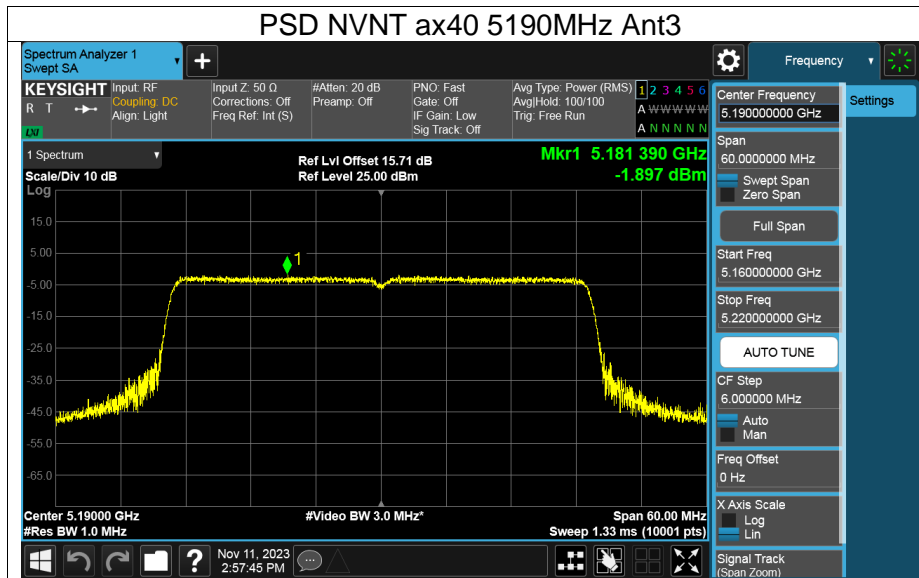 PSD NVNT ax40 5190MHz Ant3
Spectrum Analyzer 1
Swept SA
+
Frequency
KEYSIGHT
R T
LXI
Input: RF
Coupling: DC
Align: Light
Input Z: 50 Ω
Corrections: Off
Freq Ref: Int (S)
#Atten: 20 dB
Preamp: Off
PNO: Fast
Gate: Off
IF Gain: Low
Sig Track: Off
Avg Type: Power (RMS)
Avg|Hold: 100/100
Trig: Free Run
1 2 3 4 5 6
A W W W W W
A N N N N N
1 Spectrum
Scale/Div 10 dB
Log
Ref Lvl Offset 15.71 dB
Ref Level 25.00 dBm
Mkr1 5.181 390 GHz
-1.897 dBm
15.0
5.00
-5.00
-15.0
-25.0
-35.0
-45.0
-55.0
-65.0
1
Center 5.19000 GHz
#Res BW 1.0 MHz
#Video BW 3.0 MHz*
Span 60.00 MHz
Sweep 1.33 ms (10001 pts)
Center Frequency
5.190000000 GHz
Span
60.0000000 MHz
Swept Span
Zero Span
Full Span
Start Freq
5.160000000 GHz
Stop Freq
5.220000000 GHz
AUTO TUNE
CF Step
6.000000 MHz
Auto
Man
Freq Offset
0 Hz
X Axis Scale
Log
Lin
Signal Track
(Span Zoom)
Settings
?
Nov 11, 2023
2:57:45 PM